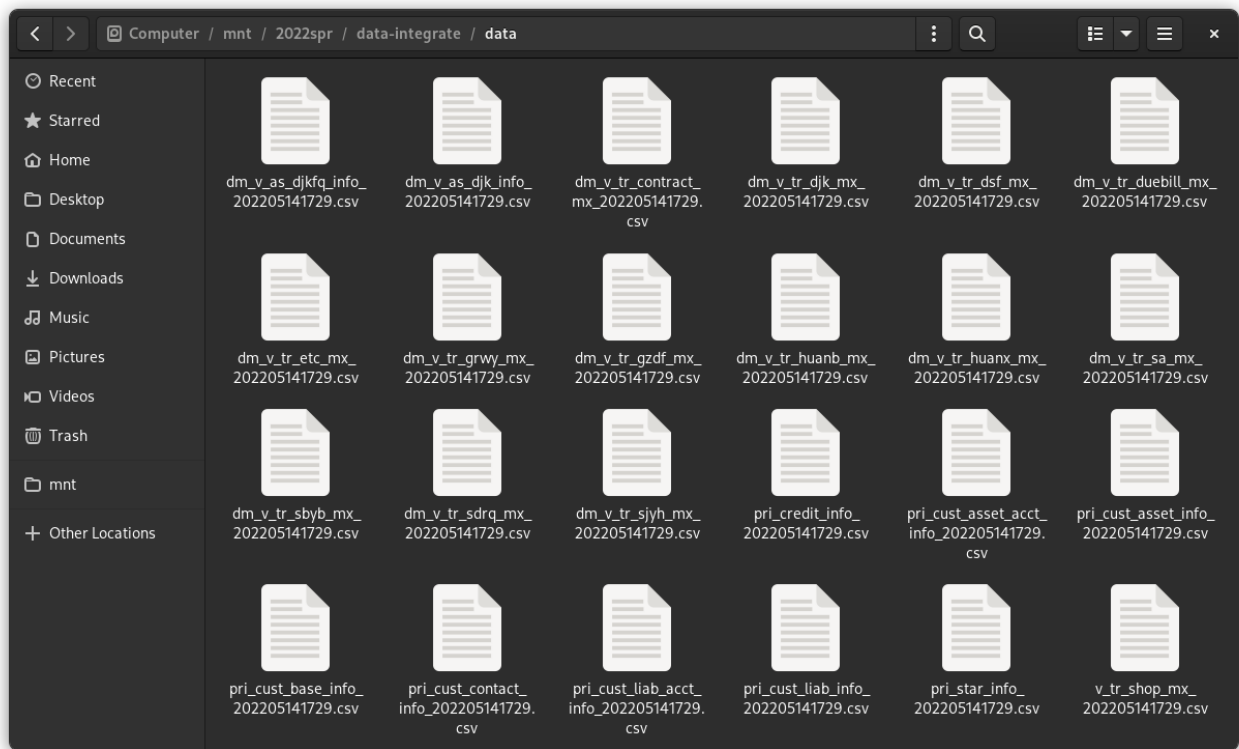 Computer / mnt / 2022spr / data-integrate / data
Recent
Starred
Home
Desktop
Documents
Downloads
Music
Pictures
Videos
Trash
mnt
Other Locations
dm_v_as_djkfq_info_
202205141729.csv
dm_v_as_djk_info_
202205141729.csv
dm_v_tr_contract_
mx_202205141729.
csv
dm_v_tr_djk_mx_
202205141729.csv
dm_v_tr_dsf_mx_
202205141729.csv
dm_v_tr_duebill_mx_
202205141729.csv
dm_v_tr_etc_mx_
202205141729.csv
dm_v_tr_grwy_mx_
202205141729.csv
dm_v_tr_gzdf_mx_
202205141729.csv
dm_v_tr_huanb_mx_
202205141729.csv
dm_v_tr_huanx_mx_
202205141729.csv
dm_v_tr_sa_mx_
202205141729.csv
dm_v_tr_sbyb_mx_
202205141729.csv
dm_v_tr_sdrq_mx_
202205141729.csv
dm_v_tr_sjyh_mx_
202205141729.csv
pri_credit_info_
202205141729.csv
pri_cust_asset_acct_
info_202205141729.
csv
pri_cust_asset_info_
202205141729.csv
pri_cust_base_info_
202205141729.csv
pri_cust_contact_
info_202205141729.
csv
pri_cust_liab_acct_
info_202205141729.
csv
pri_cust_liab_info_
202205141729.csv
pri_star_info_
202205141729.csv
v_tr_shop_mx_
202205141729.csv